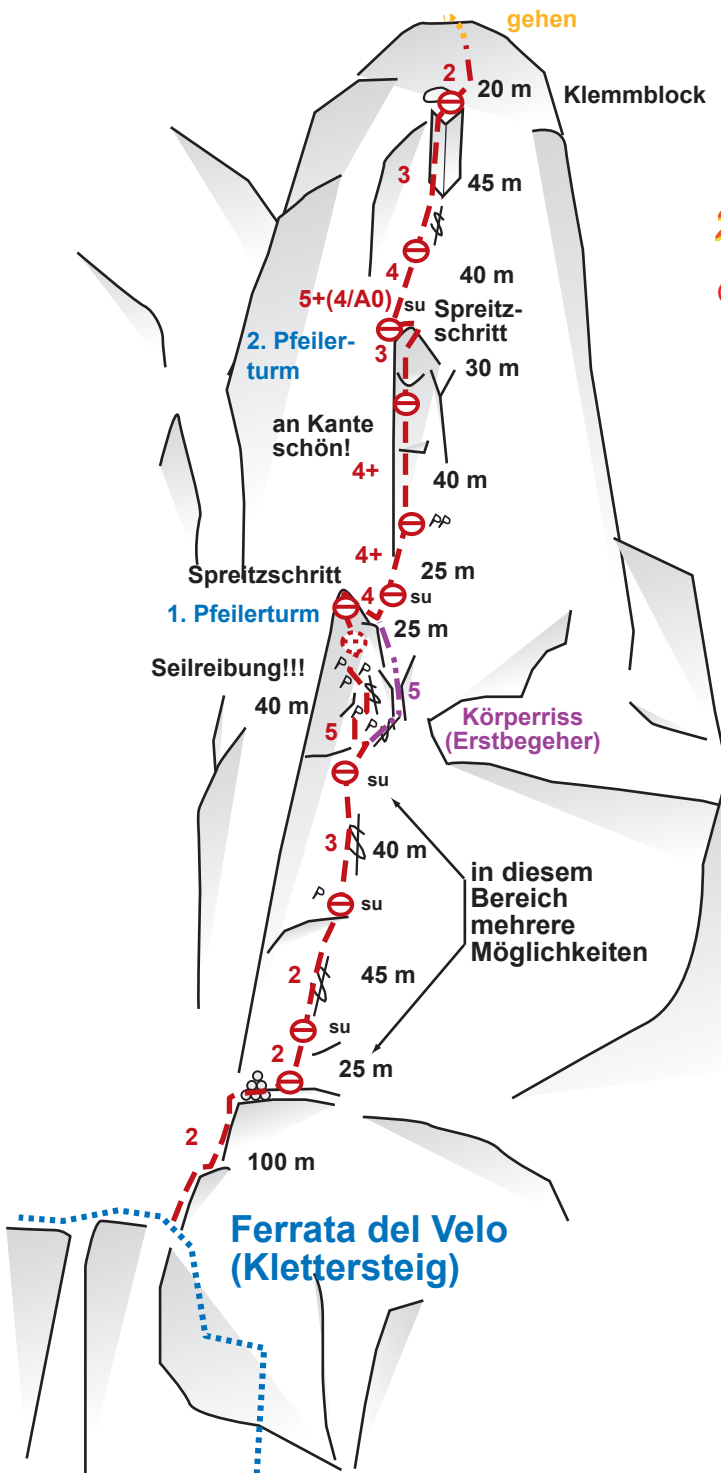 gehen
2
20 m
Klemmblock
3
45 m
4
40 m
5+(4/A0)
su
Spreitz-
schritt
2. Pfeiler-
turm
3
30 m
an Kante
schön!
4+
40 m
PP
4+
25 m
Spreitzschritt
4
su
1. Pfeilerturm
25 m
Seilreibung!!!
P
P
P
40 m
5
P
P
5
Körperriss
(Erstbegeher)
su
3
40 m
in diesem
Bereich
mehrere
Möglichkeiten
P
su
2
45 m
su
2
25 m
2
100 m
Ferrata del Velo
(Klettersteig)